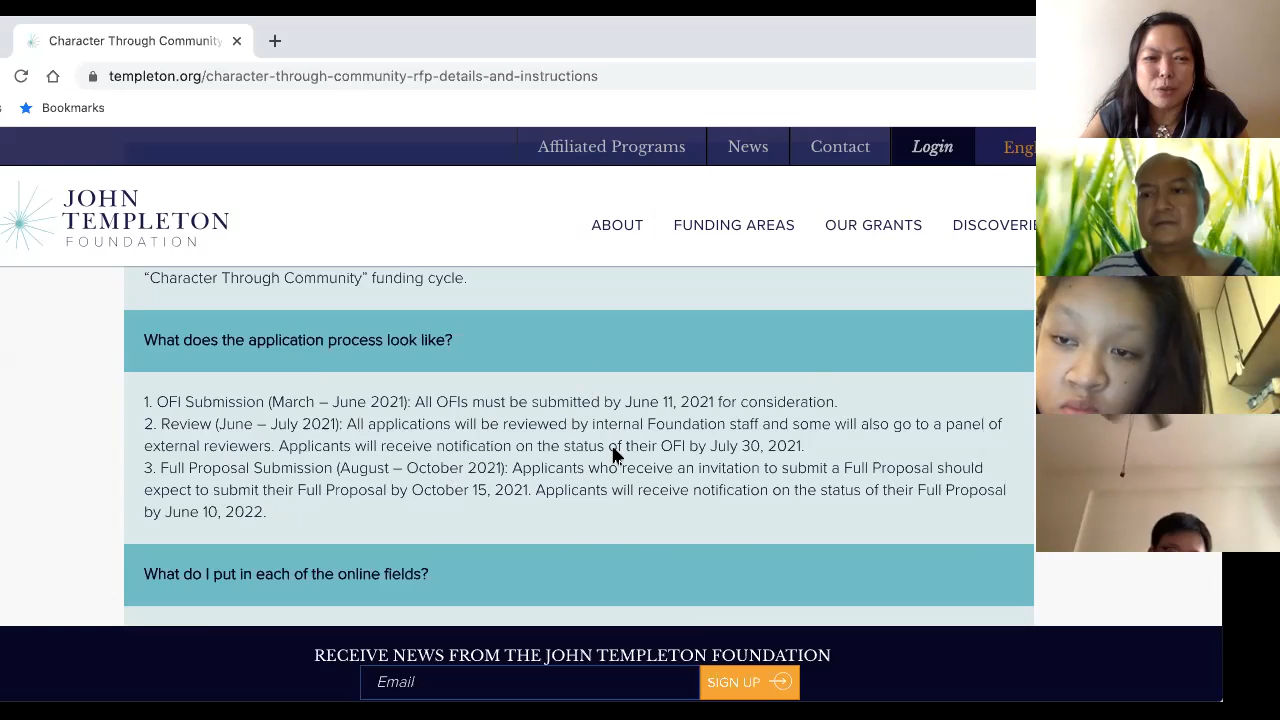 Character Through Community
templeton.org/character-through-community-rfp-details-and-instructions
s Bookmarks
Affiliated Programs News Contact Login Eng
JOHN
TEMPLETON
FOUNDATION
ABOUT FUNDING AREAS OUR GRANTS DISCOVERIE
“Character Through Community” funding cycle.
What does the application process look like?
1. OFI Submission (March – June 2021): All OFIs must be submitted by June 11, 2021 for consideration.
2. Review (June – July 2021): All applications will be reviewed by internal Foundation staff and some will also go to a panel of
external reviewers. Applicants will receive notification on the status of their OFI by July 30, 2021.
3. Full Proposal Submission (August – October 2021): Applicants who receive an invitation to submit a Full Proposal should
expect to submit their Full Proposal by October 15, 2021. Applicants will receive notification on the status of their Full Proposal
by June 10, 2022.
What do I put in each of the online fields?
RECEIVE NEWS FROM THE JOHN TEMPLETON FOUNDATION
Email SIGN UP